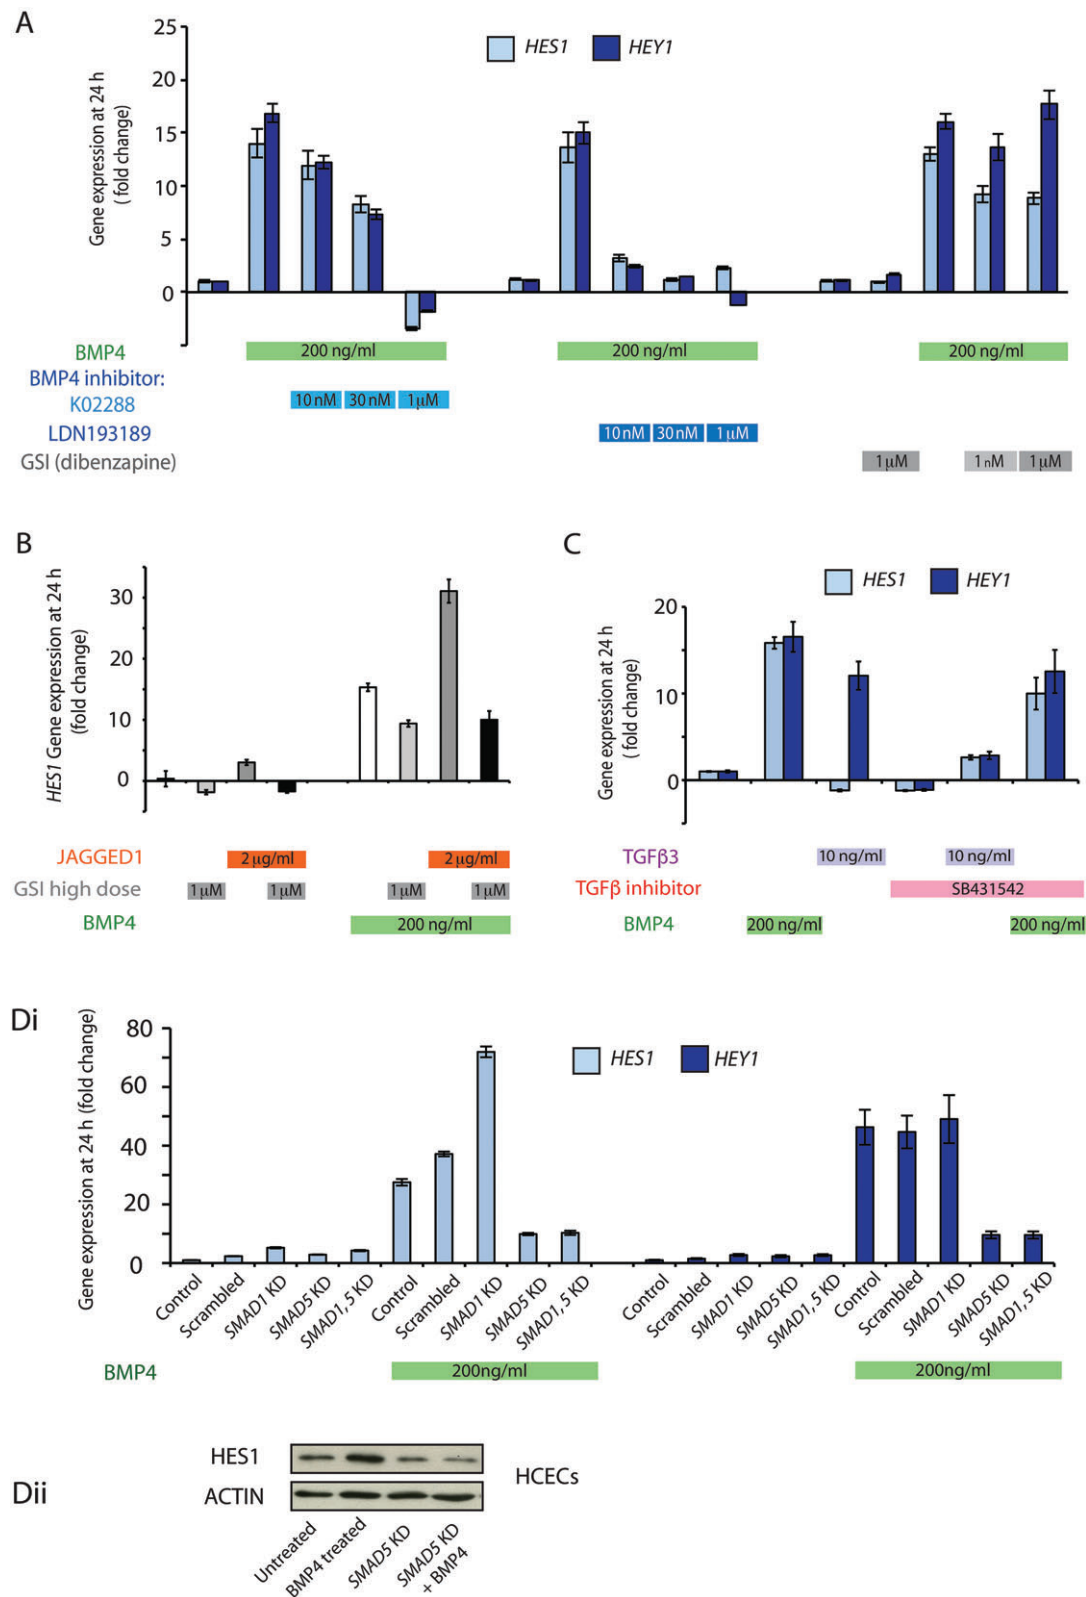 A
Gene expression at 24 h
( fold change)
HES1 HEY1
25
20
15
10
5
0
BMP4 200 ng/ml 200 ng/ml 200 ng/ml
BMP4 inhibitor:
K02288 10 nM 30 nM 1 μM
LDN193189 10 nM 30 nM 1 μM
GSI (dibenzapine) 1 μM 1 nM 1 μM
B
HES1 Gene expression at 24 h
(fold change)
30
20
10
0
JAGGED1 2 μg/ml 2 μg/ml
GSI high dose 1 μM 1 μM 1 μM 1 μM
BMP4 200 ng/ml
C
HES1 HEY1
Gene expression at 24 h
( fold change)
20
10
0
TGFβ3 10 ng/ml 10 ng/ml
TGFβ inhibitor SB431542
BMP4 200 ng/ml 200 ng/ml
Di
Gene expression at 24 h (fold change)
HES1 HEY1
80
60
40
20
0
Control
Scrambled
SMAD1 KD
SMAD5 KD
SMAD1, 5 KD
Control
Scrambled
SMAD1 KD
SMAD5 KD
SMAD1, 5 KD
Control
Scrambled
SMAD1 KD
SMAD5 KD
SMAD1, 5 KD
Control
Scrambled
SMAD1 KD
SMAD5 KD
SMAD1, 5 KD
BMP4 200ng/ml 200ng/ml
Dii
HES1
ACTIN
HCECs
Untreated
BMP4 treated
SMAD5 KD
SMAD5 KD
+ BMP4